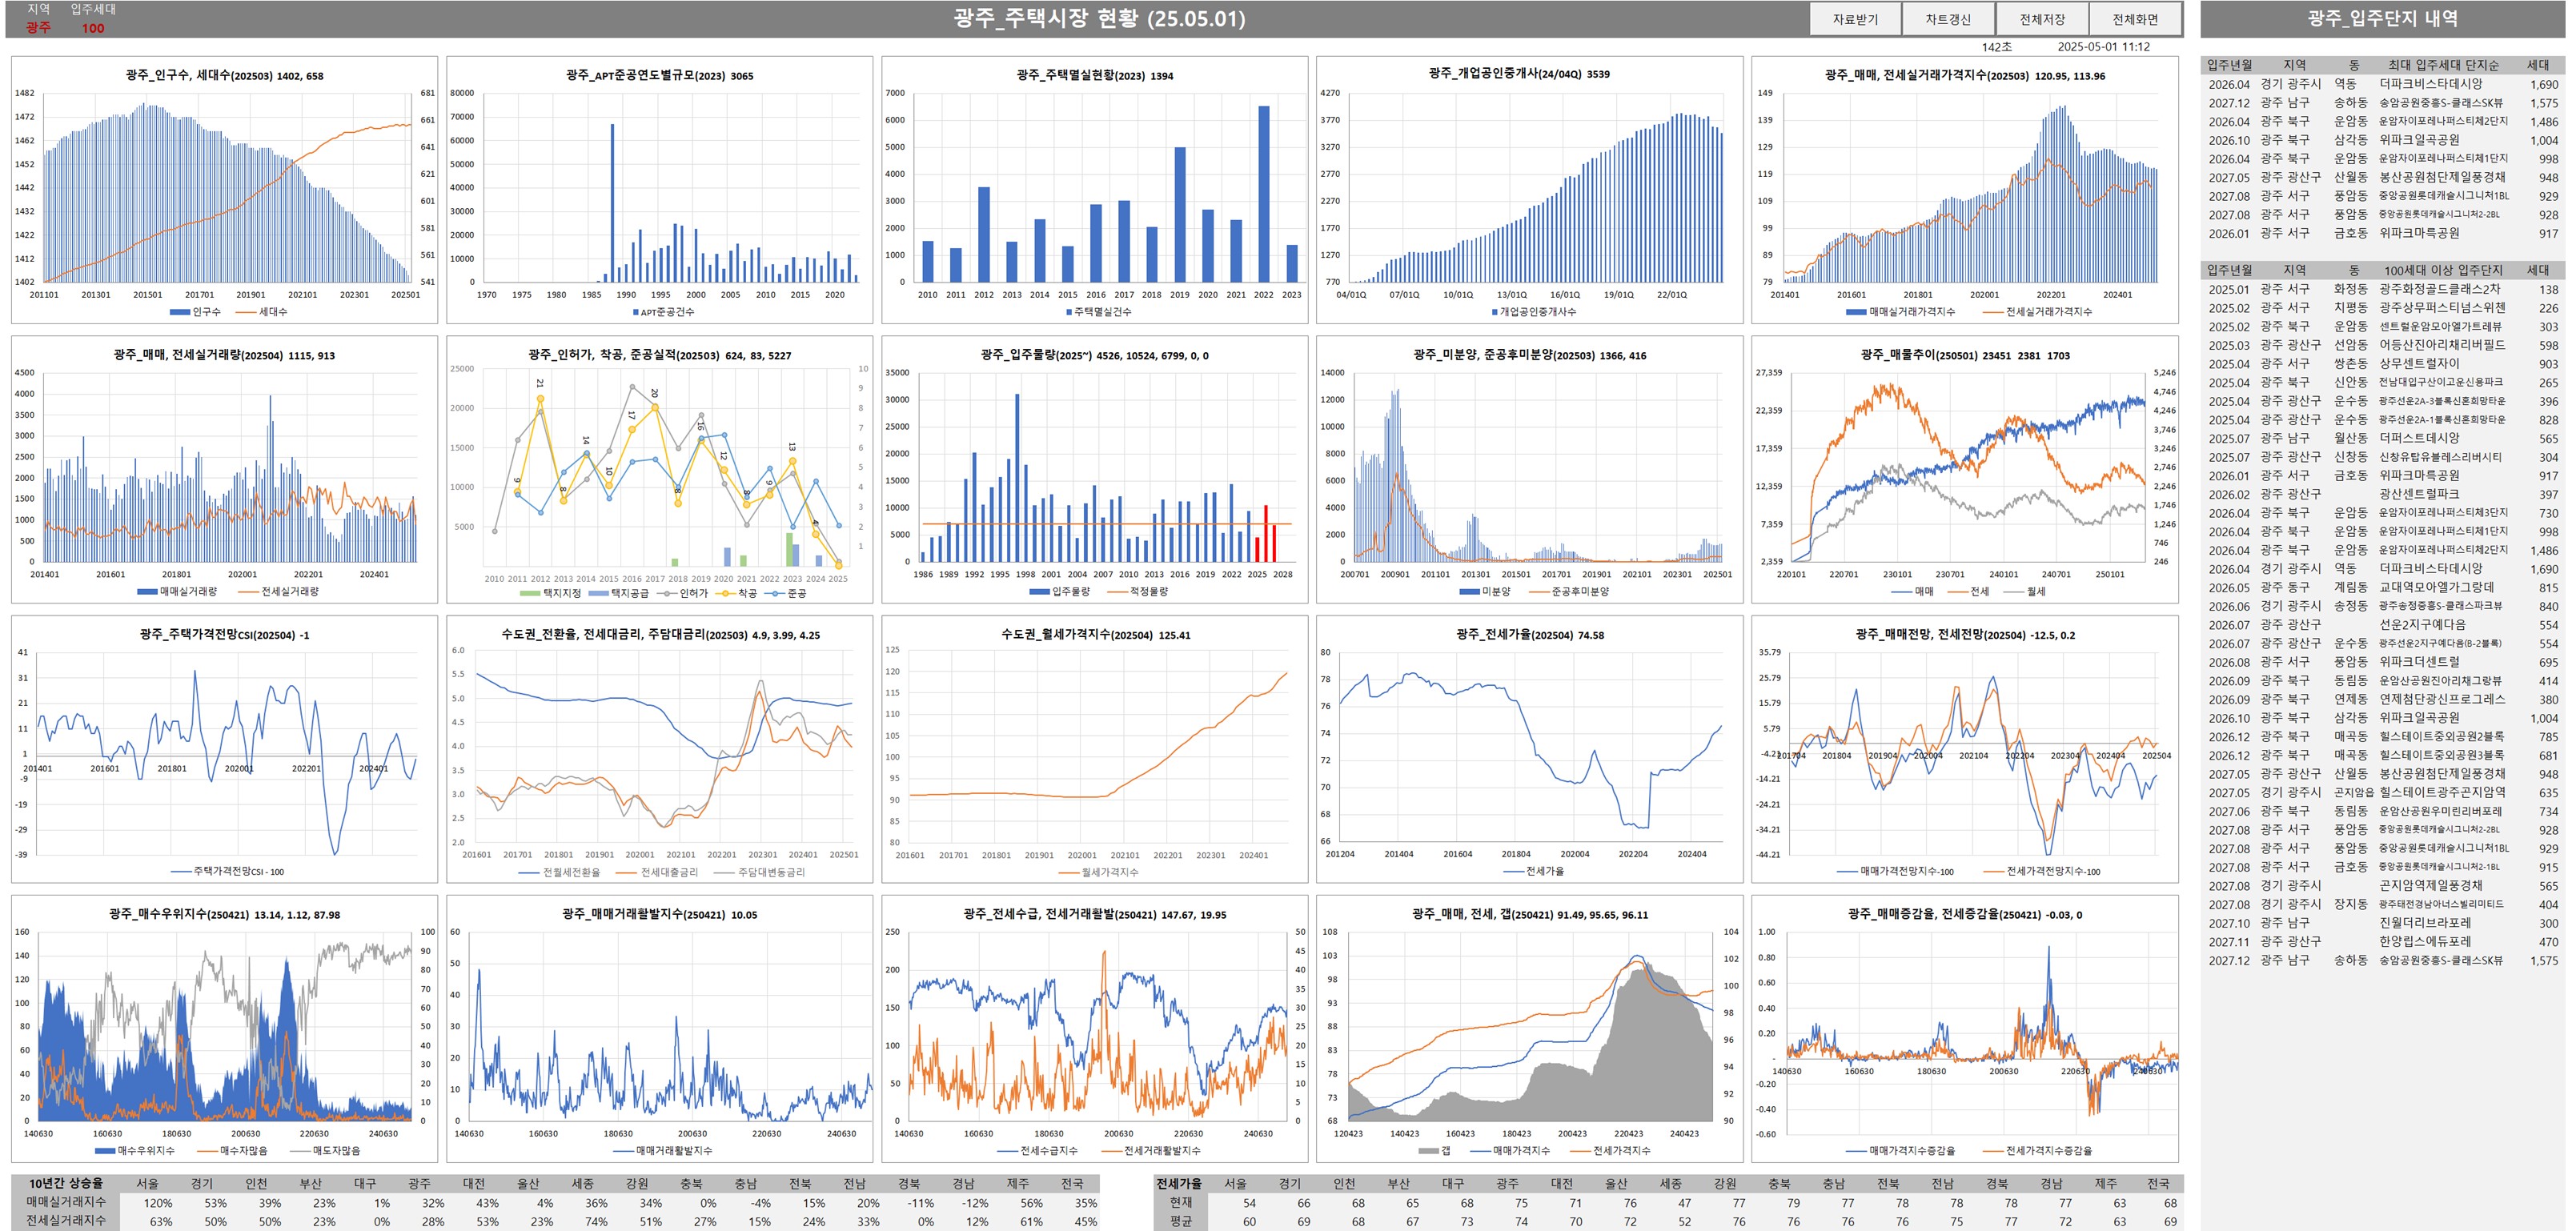 지역 입주세대
광주 100
광주_주택시장 현황 (25.05.01)
자료받기 차트갱신 전체저장 전체화면
142초 2025-05-01 11:12
광주_인구수, 세대수(202503) 1402, 658
인구수 세대수
광주_APT준공연도별규모(2023) 3065
APT준공건수
광주_주택멸실현황(2023) 1394
주택멸실건수
광주_개업공인중개사(24/04Q) 3539
개업공인중개사수
광주_매매, 전세실거래가격지수(202503) 120.95, 113.96
매매실거래가격지수 전세실거래가격지수
광주_매매, 전세실거래량(202504) 1115, 913
매매실거래량 전세실거래량
광주_인허가, 착공, 준공실적(202503) 624, 83, 5227
택지지정 택지공급 인허가 착공 준공
광주_입주물량(2025~) 4526, 10524, 6799, 0, 0
입주물량 적정물량
광주_미분양, 준공후미분양(202503) 1366, 416
미분양 준공후미분양
광주_매물추이(250501) 23451 2381 1703
매매 전세 월세
광주_주택가격전망CSI(202504) -1
주택가격전망CSI - 100
수도권_전환율, 전세대금리, 주담대금리(202503) 4.9, 3.99, 4.25
전월세전환율 전세대출금리 주담대변동금리
수도권_월세가격지수(202504) 125.41
월세가격지수
광주_전세가율(202504) 74.58
전세가율
광주_매매전망, 전세전망(202504) -12.5, 0.2
매매가격전망지수-100 전세가격전망지수-100
광주_매수우위지수(250421) 13.14, 1.12, 87.98
매수우위지수 매수자많음 매도자많음
광주_매매거래활발지수(250421) 10.05
매매거래활발지수
광주_전세수급, 전세거래활발(250421) 147.67, 19.95
전세수급지수 전세거래활발지수
광주_매매, 전세, 갭(250421) 91.49, 95.65, 96.11
갭 매매가격지수 전세가격지수
광주_매매증감율, 전세증감율(250421) -0.03, 0
매매가격지수증감율 전세가격지수증감율
10년간 상승율 서울 경기 인천 부산 대구 광주 대전 울산 세종 강원 충북 충남 전북 전남 경북 경남 제주 전국
매매실거래지수 120% 53% 39% 23% 1% 32% 43% 4% 36% 34% 0% -4% 15% 20% -11% -12% 56% 35%
전세실거래지수 63% 50% 50% 23% 0% 28% 53% 23% 74% 51% 27% 15% 24% 33% 0% 12% 61% 45%
전세가율 서울 경기 인천 부산 대구 광주 대전 울산 세종 강원 충북 충남 전북 전남 경북 경남 제주 전국
현재 54 66 68 65 68 75 71 76 47 77 79 77 78 78 78 77 63 68
평균 60 69 68 67 73 74 70 72 52 76 76 76 76 75 77 72 63 69
광주_입주단지 내역
입주년월 지역 동 최대 입주세대 단지순 세대
2026.04 경기 광주시 역동 더파크비스타데시앙 1,690
2027.12 광주 남구 송하동 송암공원중흥S-클래스SK뷰 1,575
2026.04 광주 북구 운암동 운암자이포레나퍼스티체2단지 1,486
2026.10 광주 북구 삼각동 위파크일곡공원 1,004
2026.04 광주 북구 운암동 운암자이포레나퍼스티체1단지 998
2027.05 광주 광산구 산월동 봉산공원첨단제일풍경채 948
2027.08 광주 서구 풍암동 중앙공원롯데캐슬시그니처1BL 929
2027.08 광주 서구 풍암동 중앙공원롯데캐슬시그니처2-2BL 928
2026.01 광주 서구 금호동 위파크마륵공원 917
입주년월 지역 동 100세대 이상 입주단지 세대
2025.01 광주 서구 화정동 광주화정골드클래스2차 138
2025.02 광주 서구 치평동 광주상무퍼스티넘스위첸 226
2025.02 광주 북구 운암동 센트럴운암모아엘가트레뷰 303
2025.03 광주 광산구 선암동 어등산진아리채리버필드 598
2025.04 광주 서구 쌍촌동 상무센트럴자이 903
2025.04 광주 북구 신안동 전남대입구산이고운신용파크 265
2025.04 광주 광산구 운수동 광주선운2A-3블록신혼희망타운 396
2025.04 광주 광산구 운수동 광주선운2A-1블록신혼희망타운 828
2025.07 광주 남구 월산동 더퍼스트데시앙 565
2025.07 광주 광산구 신창동 신창유탑유블레스리버시티 304
2026.01 광주 서구 금호동 위파크마륵공원 917
2026.02 광주 광산구 광산센트럴파크 397
2026.04 광주 북구 운암동 운암자이포레나퍼스티체3단지 730
2026.04 광주 북구 운암동 운암자이포레나퍼스티체1단지 998
2026.04 광주 북구 운암동 운암자이포레나퍼스티체2단지 1,486
2026.04 경기 광주시 역동 더파크비스타데시앙 1,690
2026.05 광주 동구 계림동 교대역모아엘가그랑데 815
2026.06 경기 광주시 송정동 광주송정중흥S-클래스파크뷰 840
2026.07 광주 광산구 선운2지구예다음 554
2026.07 광주 광산구 운수동 광주선운2지구예다음(B-2블록) 554
2026.08 광주 서구 풍암동 위파크더센트럴 695
2026.09 광주 북구 동림동 운암산공원진아리채그랑뷰 414
2026.09 광주 북구 연제동 연제첨단광신프로그레스 380
2026.10 광주 북구 삼각동 위파크일곡공원 1,004
2026.12 광주 북구 매곡동 힐스테이트중외공원2블록 785
2026.12 광주 북구 매곡동 힐스테이트중외공원3블록 681
2027.05 광주 광산구 산월동 봉산공원첨단제일풍경채 948
2027.05 경기 광주시 곤지암읍 힐스테이트광주곤지암역 635
2027.06 광주 북구 동림동 운암산공원우미린리버포레 734
2027.08 광주 서구 풍암동 중앙공원롯데캐슬시그니처2-2BL 928
2027.08 광주 서구 풍암동 중앙공원롯데캐슬시그니처1BL 929
2027.08 광주 서구 금호동 중앙공원롯데캐슬시그니처2-1BL 915
2027.08 경기 광주시 곤지암역제일풍경채 565
2027.08 경기 광주시 장지동 광주태전경남아너스빌리미티드 404
2027.10 광주 남구 진월더리브라포레 300
2027.11 광주 광산구 한양립스에듀포레 470
2027.12 광주 남구 송하동 송암공원중흥S-클래스SK뷰 1,575